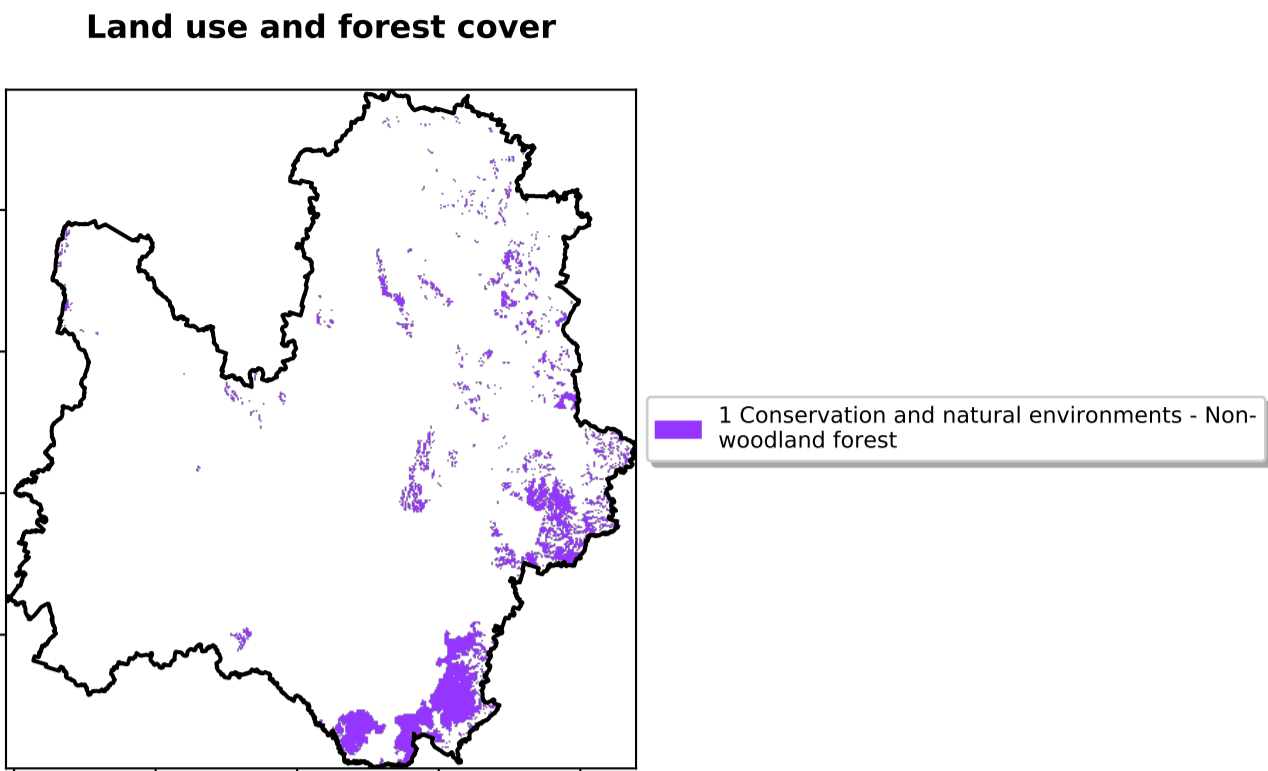 Land use and forest cover
1 Conservation and natural environments - Non-
woodland forest